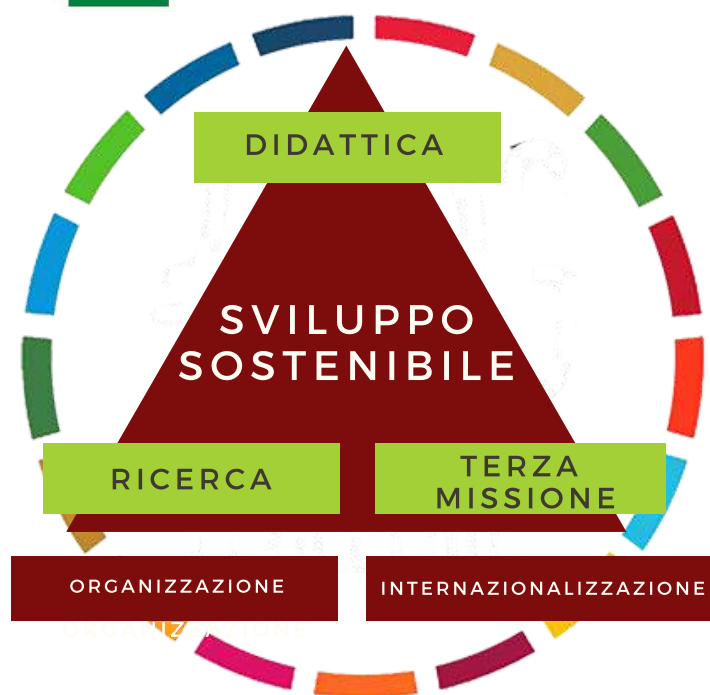 DIDATTICA
SVILUPPO
SOSTENIBILE
RICERCA
TERZA
MISSIONE
ORGANIZZAZIONE
INTERNAZIONALIZZAZIONE